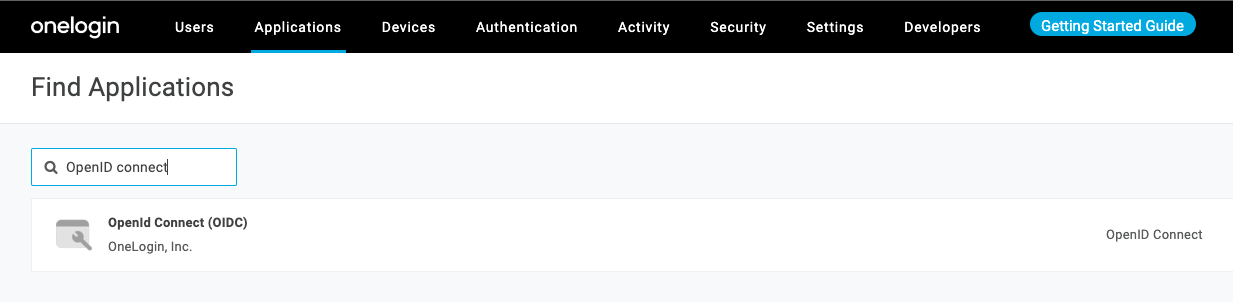 onelogin Users Applications Devices Authentication Activity Security Settings Developers Getting Started Guide
Find Applications
OpenID connect
OpenId Connect (OIDC)
OneLogin, Inc.
OpenID Connect